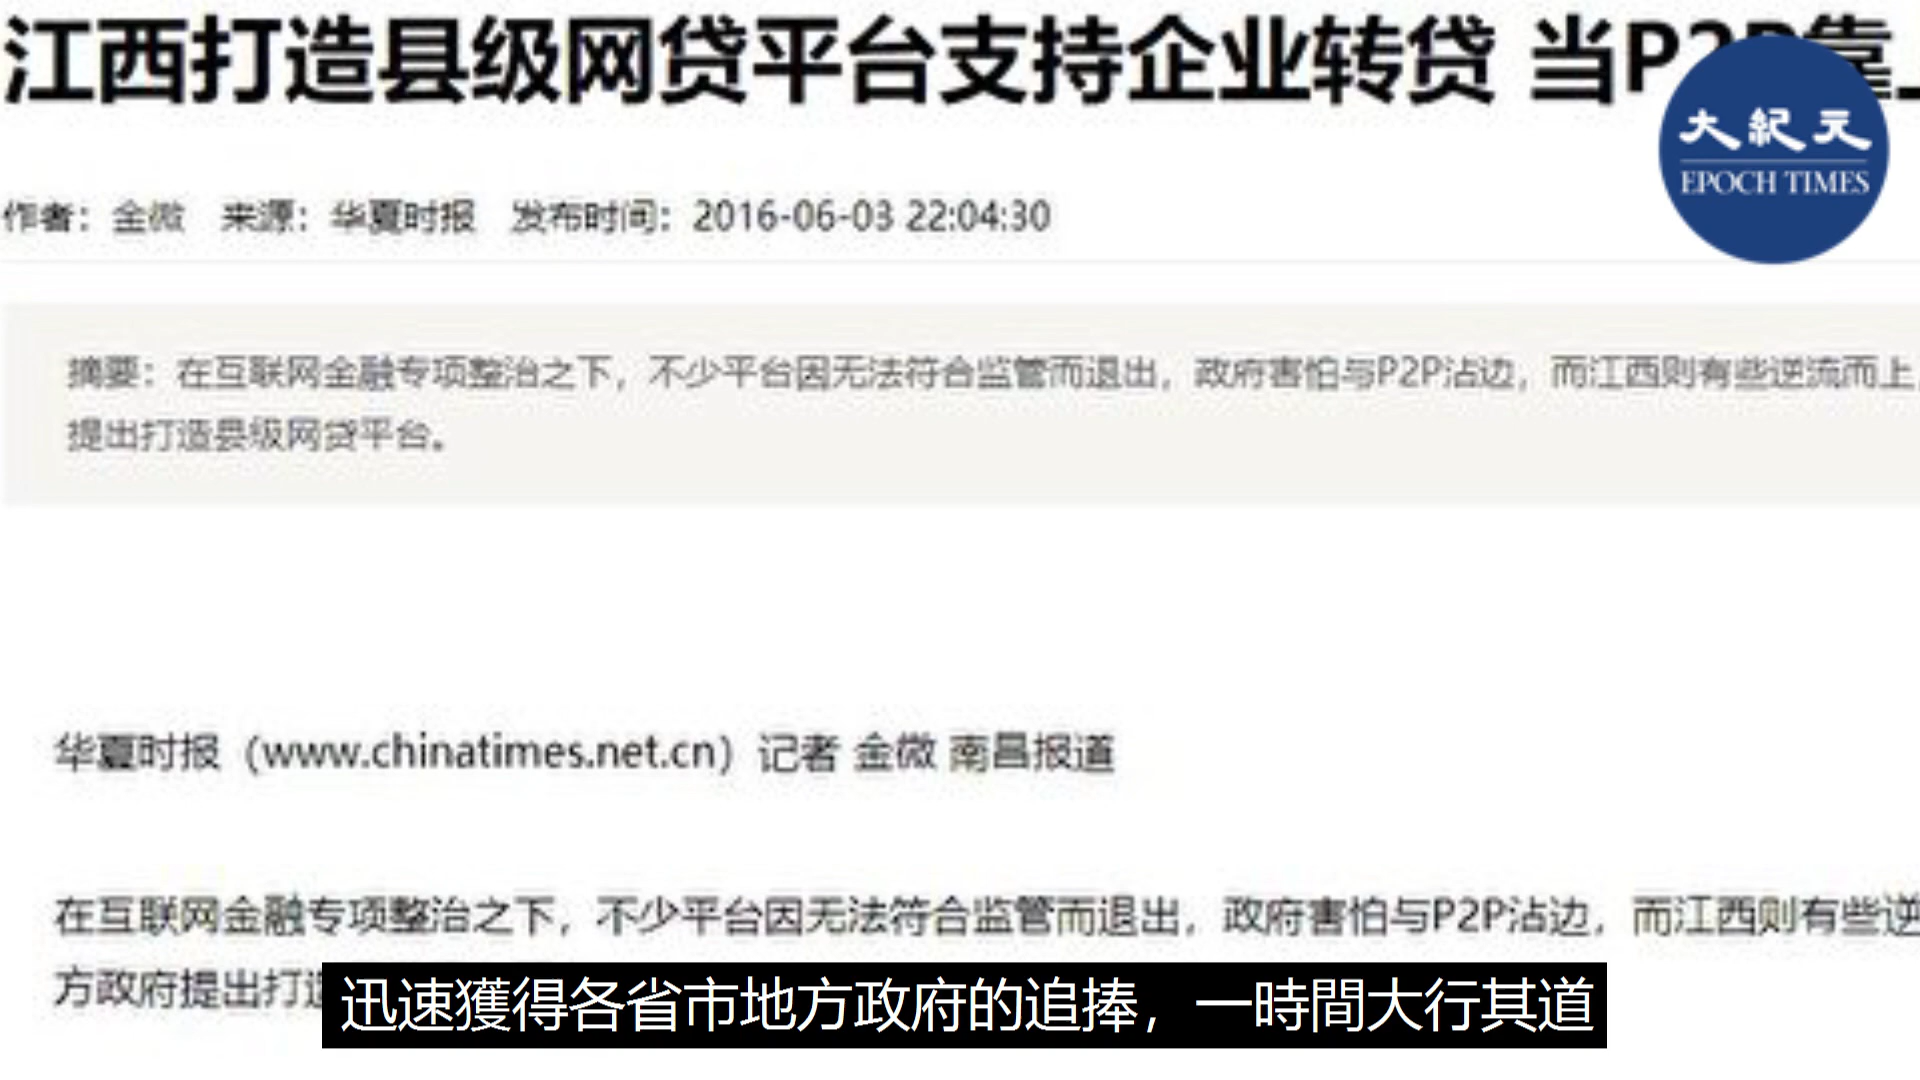 江西打造县级网贷平台支持企业转贷 当P2P靠
大紀元
EPOCH TIMES
作者：金微 来源：华夏时报 发布时间：2016-06-03 22:04:30
摘要：在互联网金融专项整治之下，不少平台因无法符合监管而退出，政府害怕与P2P沾边，而江西则有些逆流而上，
提出打造县级网贷平台。
华夏时报（www.chinatimes.net.cn）记者 金微 南昌报道
在互联网金融专项整治之下，不少平台因无法符合监管而退出，政府害怕与P2P沾边，而江西则有些逆
方政府提出打造
迅速獲得各省市地方政府的追捧，一時間大行其道